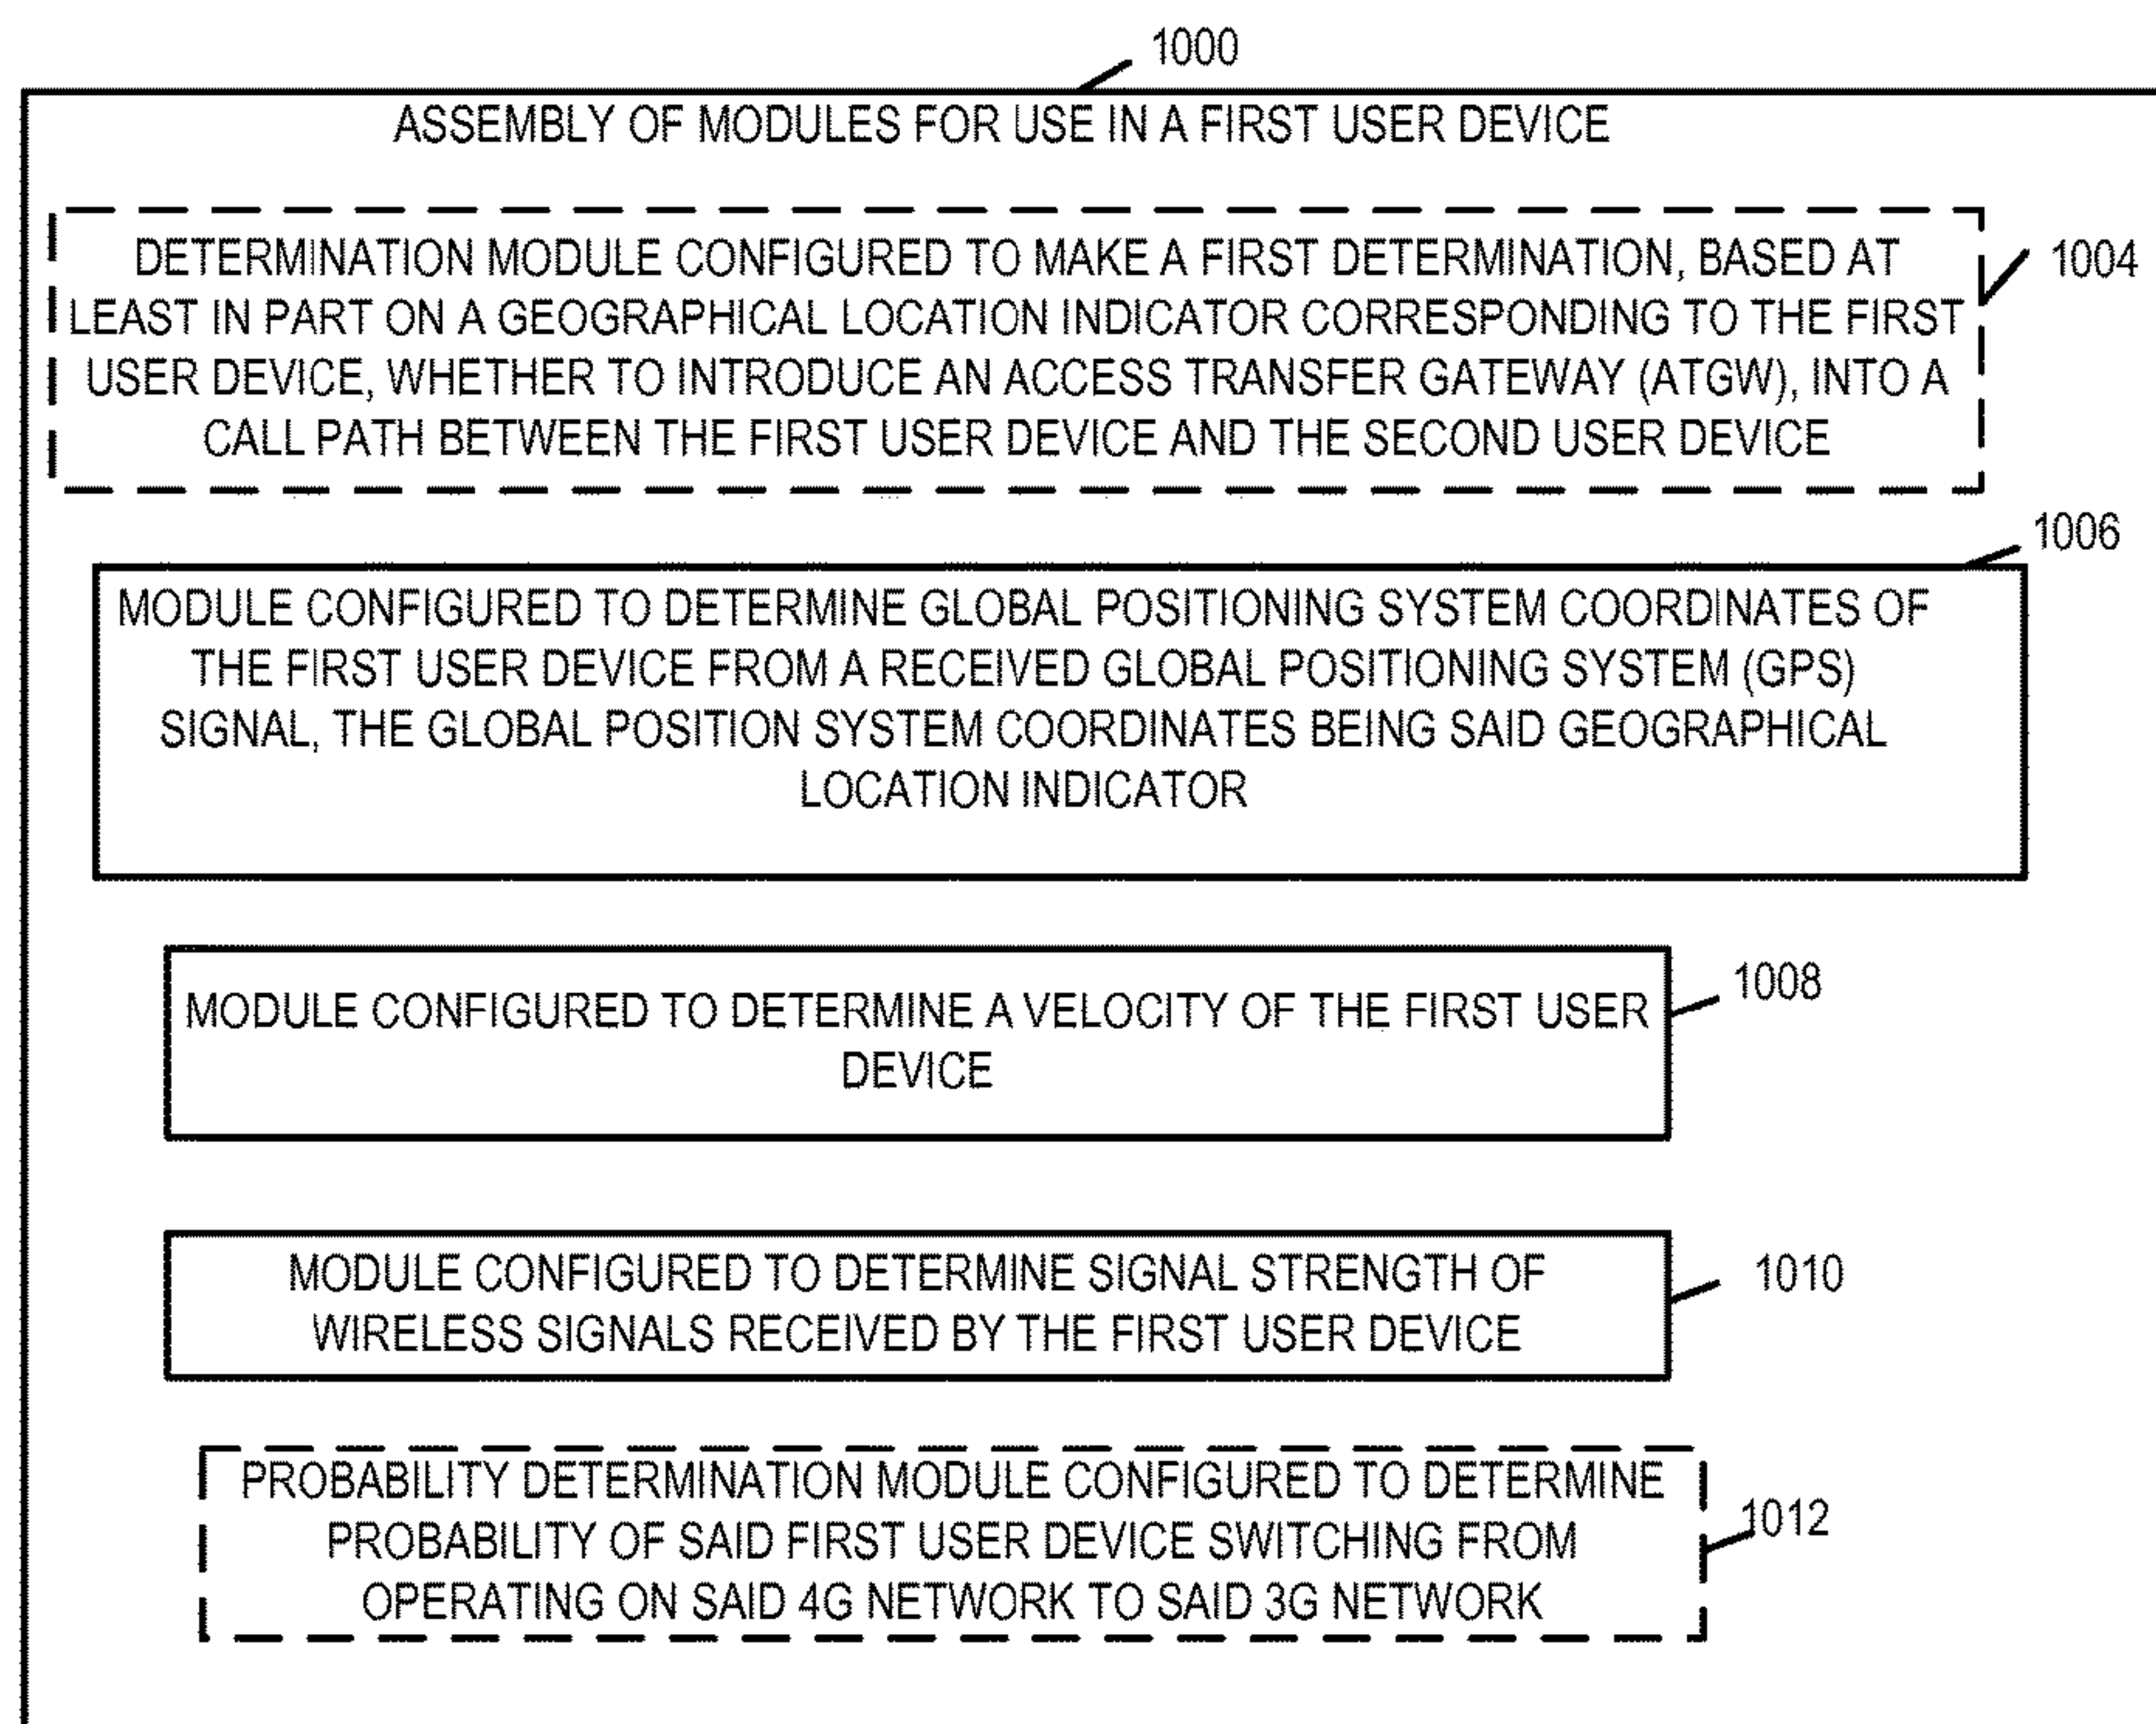 1000
ASSEMBLY OF MODULES FOR USE IN A FIRST USER DEVICE
DETERMINATION MODULE CONFIGURED TO MAKE A FIRST DETERMINATION, BASED AT
LEAST IN PART ON A GEOGRAPHICAL LOCATION INDICATOR CORRESPONDING TO THE FIRST
USER DEVICE, WHETHER TO INTRODUCE AN ACCESS TRANSFER GATEWAY (ATGW), INTO A
CALL PATH BETWEEN THE FIRST USER DEVICE AND THE SECOND USER DEVICE
1004
1006
MODULE CONFIGURED TO DETERMINE GLOBAL POSITIONING SYSTEM COORDINATES OF
THE FIRST USER DEVICE FROM A RECEIVED GLOBAL POSITIONING SYSTEM (GPS)
SIGNAL, THE GLOBAL POSITION SYSTEM COORDINATES BEING SAID GEOGRAPHICAL
LOCATION INDICATOR
1008
MODULE CONFIGURED TO DETERMINE A VELOCITY OF THE FIRST USER
DEVICE
MODULE CONFIGURED TO DETERMINE SIGNAL STRENGTH OF
WIRELESS SIGNALS RECEIVED BY THE FIRST USER DEVICE
1010
PROBABILITY DETERMINATION MODULE CONFIGURED TO DETERMINE
PROBABILITY OF SAID FIRST USER DEVICE SWITCHING FROM
OPERATING ON SAID 4G NETWORK TO SAID 3G NETWORK
1012